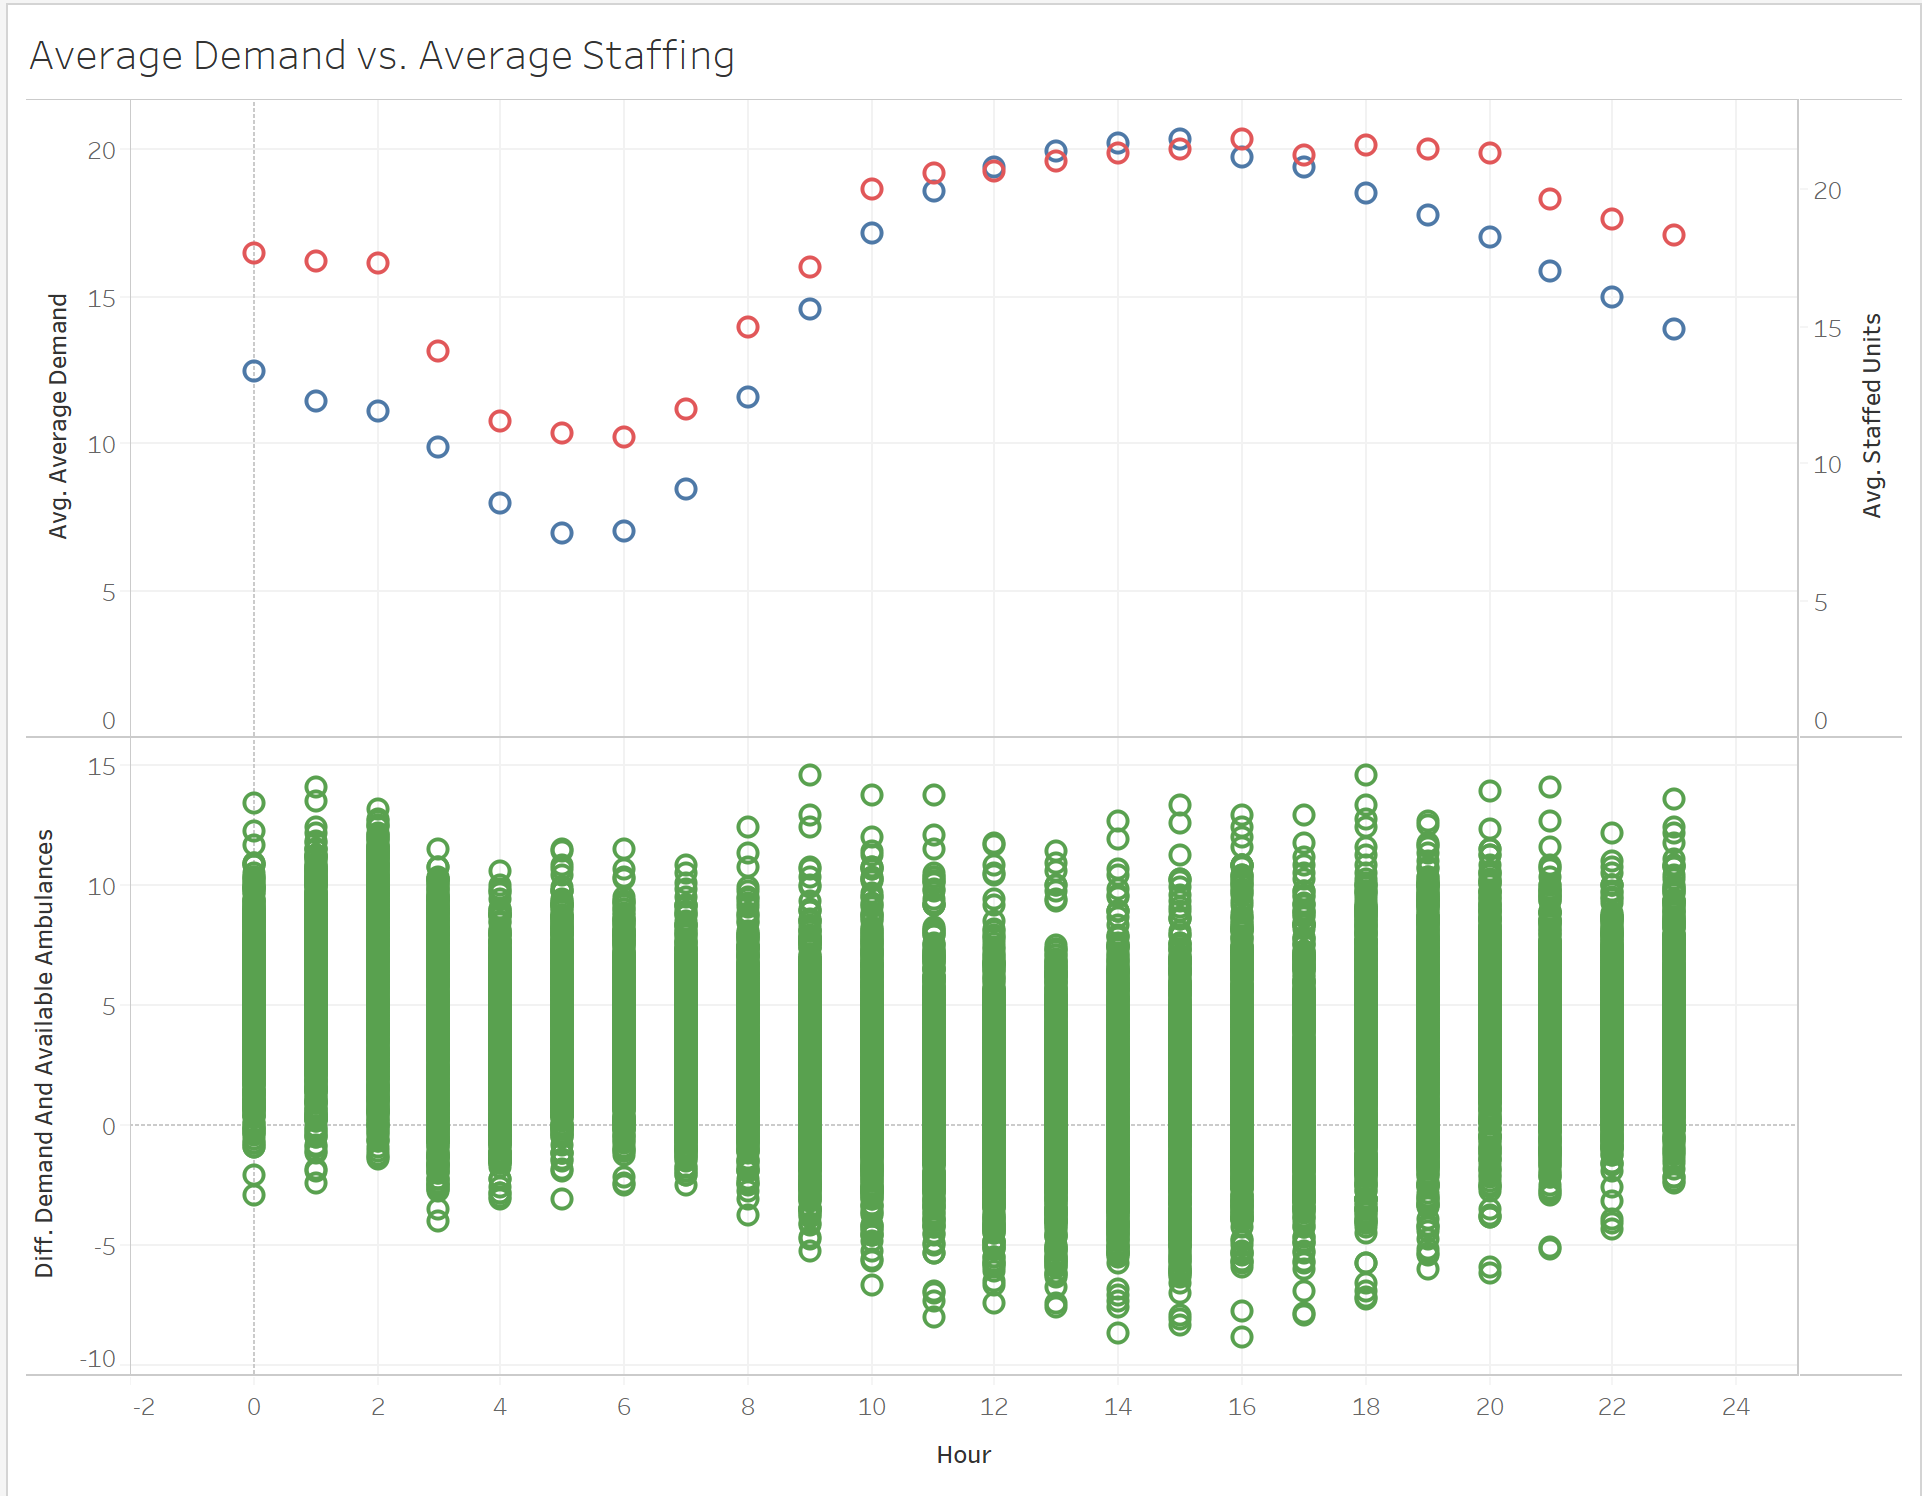 Average Demand vs. Average Staffing
20
15
10
5
0
Avg. Average Demand
20
15
10
5
0
Avg. Staffed Units
15
10
5
0
-5
-10
Diff. Demand And Available Ambulances
-2 0 2 4 6 8 10 12 14 16 18 20 22 24
Hour